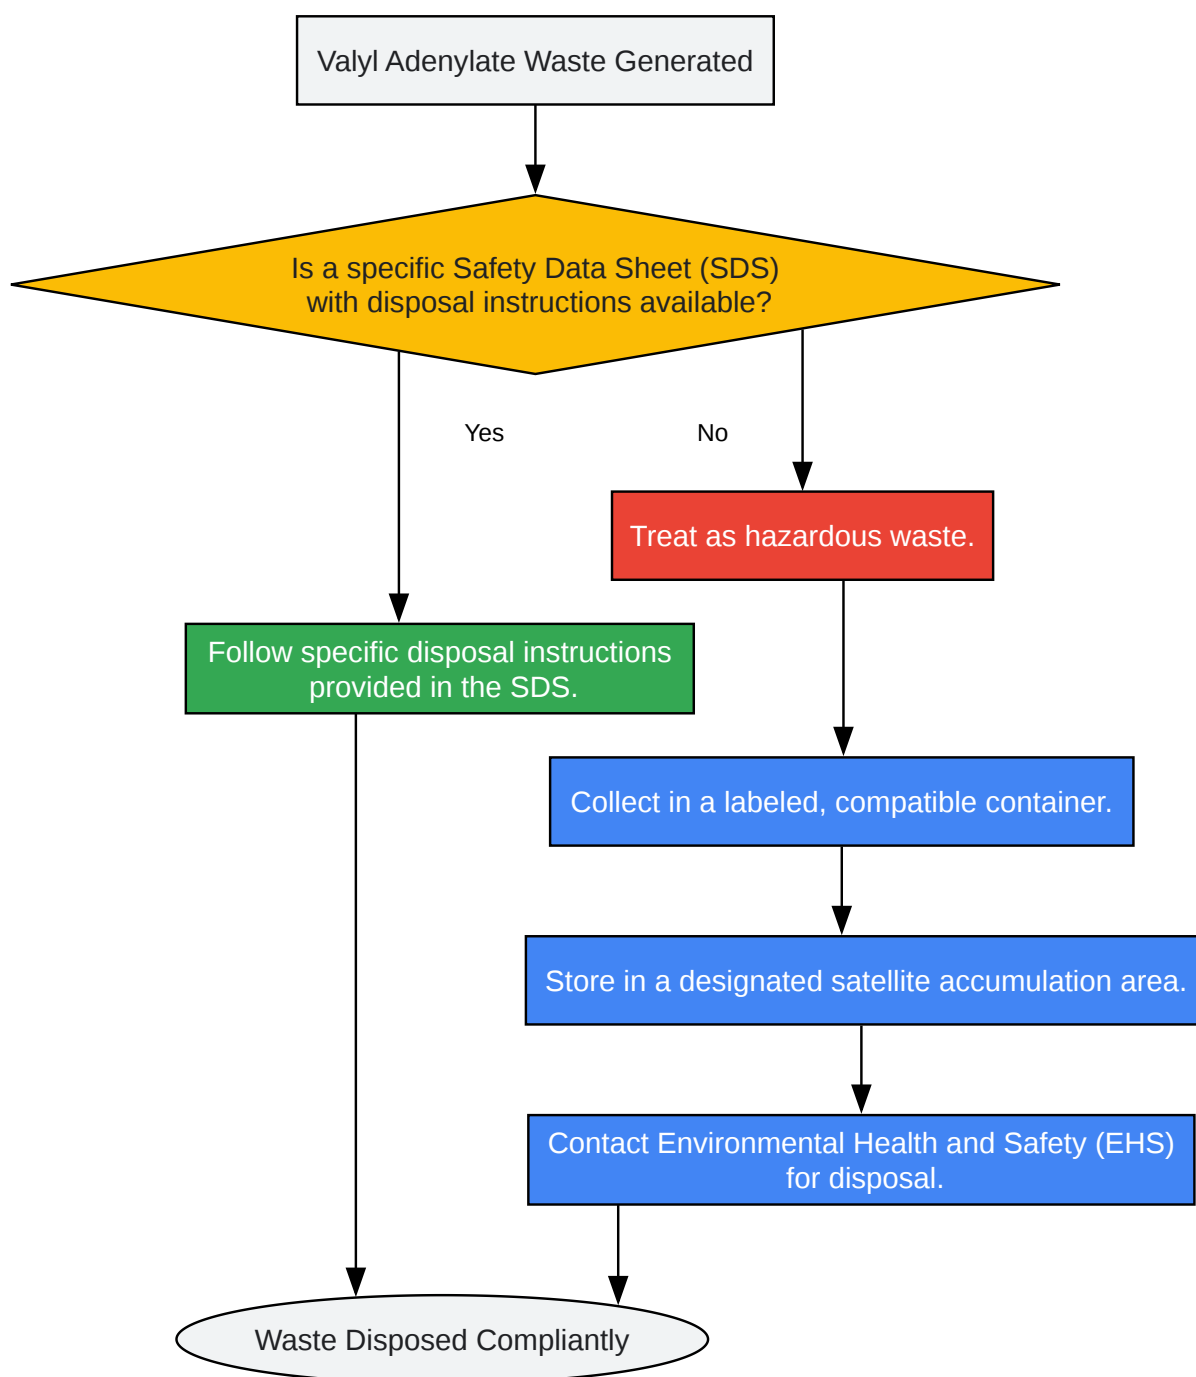 Valyl Adenylate Waste Generated
Is a specific Safety Data Sheet (SDS)
with disposal instructions available?
Yes
No
Treat as hazardous waste.
Follow specific disposal instructions
provided in the SDS.
Collect in a labeled, compatible container.
Store in a designated satellite accumulation area.
Contact Environmental Health and Safety (EHS)
for disposal.
Waste Disposed Compliantly